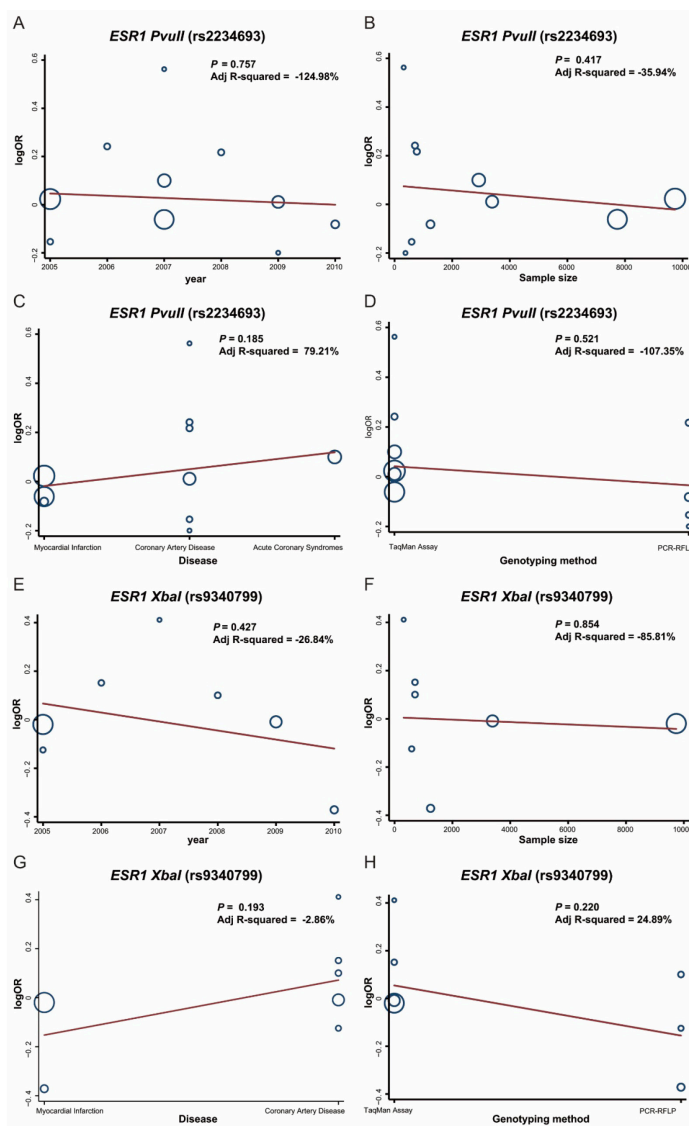 A
ESR1 PvuII (rs2234693)
P = 0.757
Adj R-squared = -124.98%
logOR
0.6
0.4
0.2
0
−0.2
2005
2006
2007
2008
2009
2010
year
B
ESR1 PvuII (rs2234693)
P = 0.417
Adj R-squared = -35.94%
logOR
0.6
0.4
0.2
0
−0.2
0
2000
4000
6000
8000
10000
Sample size
C
ESR1 PvuII (rs2234693)
P = 0.185
Adj R-squared = 79.21%
logOR
0.6
0.4
0.2
0
−0.2
Myocardial Infarction
Coronary Artery Disease
Acute Coronary Syndromes
Disease
D
ESR1 PvuII (rs2234693)
P = 0.521
Adj R-squared = -107.35%
logOR
0.6
0.4
0.2
0
−0.2
TaqMan Assay
PCR-RFL
Genotyping method
E
ESR1 XbaI (rs9340799)
P = 0.427
Adj R-squared = -26.84%
logOR
0.4
0.2
0
−0.2
−0.4
2005
2006
2007
2008
2009
2010
year
F
ESR1 XbaI (rs9340799)
P = 0.854
Adj R-squared = -85.81%
logOR
0.4
0.2
0
−0.2
−0.4
0
2000
4000
6000
8000
10000
Sample size
G
ESR1 XbaI (rs9340799)
P = 0.193
Adj R-squared = -2.86%
logOR
0.4
0.2
0
−0.2
−0.4
Myocardial Infarction
Coronary Artery Disease
Disease
H
ESR1 XbaI (rs9340799)
P = 0.220
Adj R-squared = 24.89%
logOR
0.4
0.2
0
−0.2
−0.4
TaqMan Assay
PCR-RFLP
Genotyping method